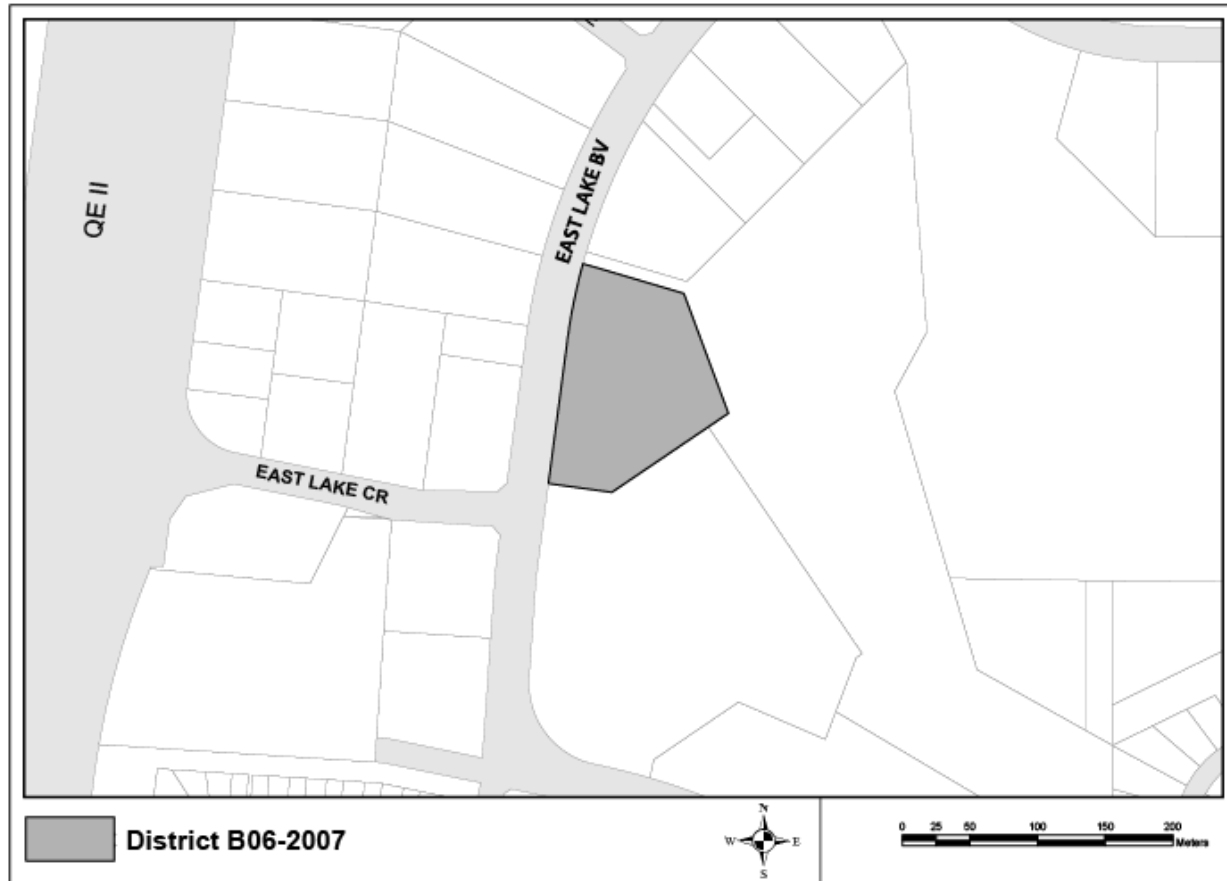 QE II
EAST LAKE BV
EAST LAKE CR
District B06-2007
N
W E
S
0 25 50 100 150 200
Meters